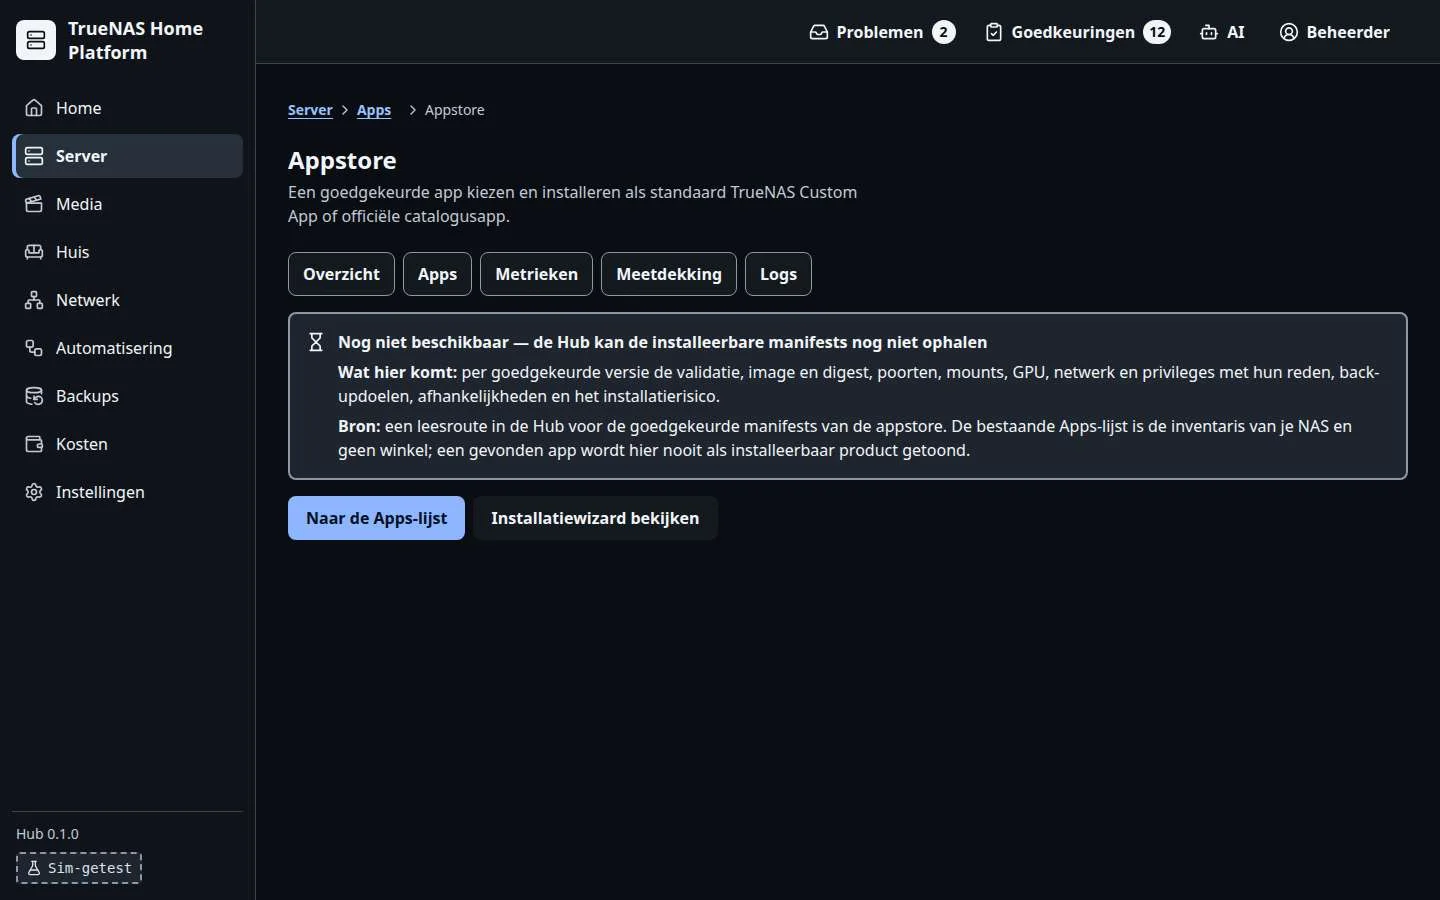 TrueNAS Home
Platform
Problemen 2
Goedkeuringen 12
AI
Beheerder
Home
Server
Media
Huis
Netwerk
Automatisering
Backups
Kosten
Instellingen
Hub 0.1.0
Sim-getest
Server > Apps > Appstore
Appstore
Een goedgekeurde app kiezen en installeren als standaard TrueNAS Custom
App of officiële catalogusapp.
Overzicht
Apps
Metrieken
Meetdekking
Logs
Nog niet beschikbaar — de Hub kan de installeerbare manifests nog niet ophalen
Wat hier komt: per goedgekeurde versie de validatie, image en digest, poorten, mounts, GPU, netwerk en privileges met hun reden, back-
updoelen, afhankelijkheden en het installatierisico.
Bron: een leesroute in de Hub voor de goedgekeurde manifests van de appstore. De bestaande Apps-lijst is de inventaris van je NAS en
geen winkel; een gevonden app wordt hier nooit als installeerbaar product getoond.
Naar de Apps-lijst
Installatiewizard bekijken